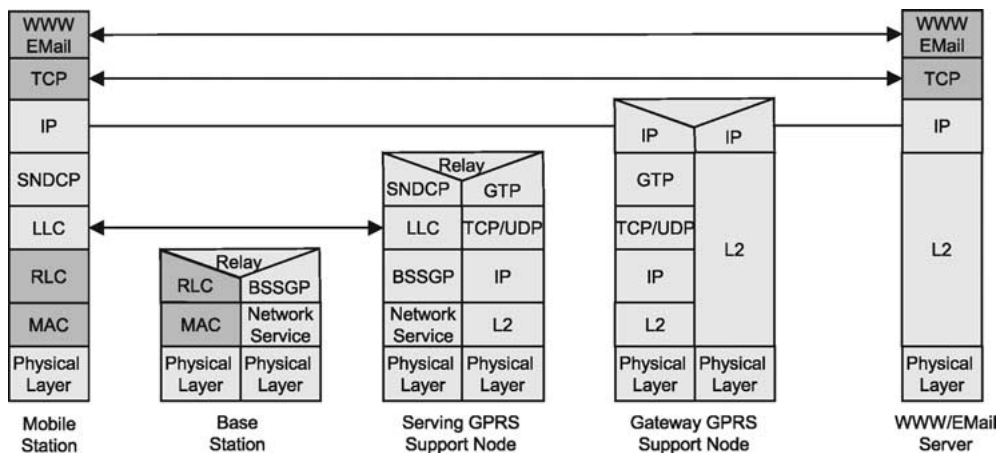 WWW
EMail
TCP
IP
SNDCP
LLC
RLC
MAC
Physical
Layer
Mobile
Station
Relay
RLC
BSSGP
MAC
Network
Service
Physical
Layer
Physical
Layer
Base
Station
Relay
SNDCP
GTP
LLC
TCP/UDP
BSSGP
IP
Network
Service
L2
Physical
Layer
Physical
Layer
Serving GPRS
Support Node
IP
IP
GTP
TCP/UDP
IP
L2
L2
Physical
Layer
Physical
Layer
Gateway GPRS
Support Node
WWW
EMail
TCP
IP
L2
Physical
Layer
WWW/EMail
Server